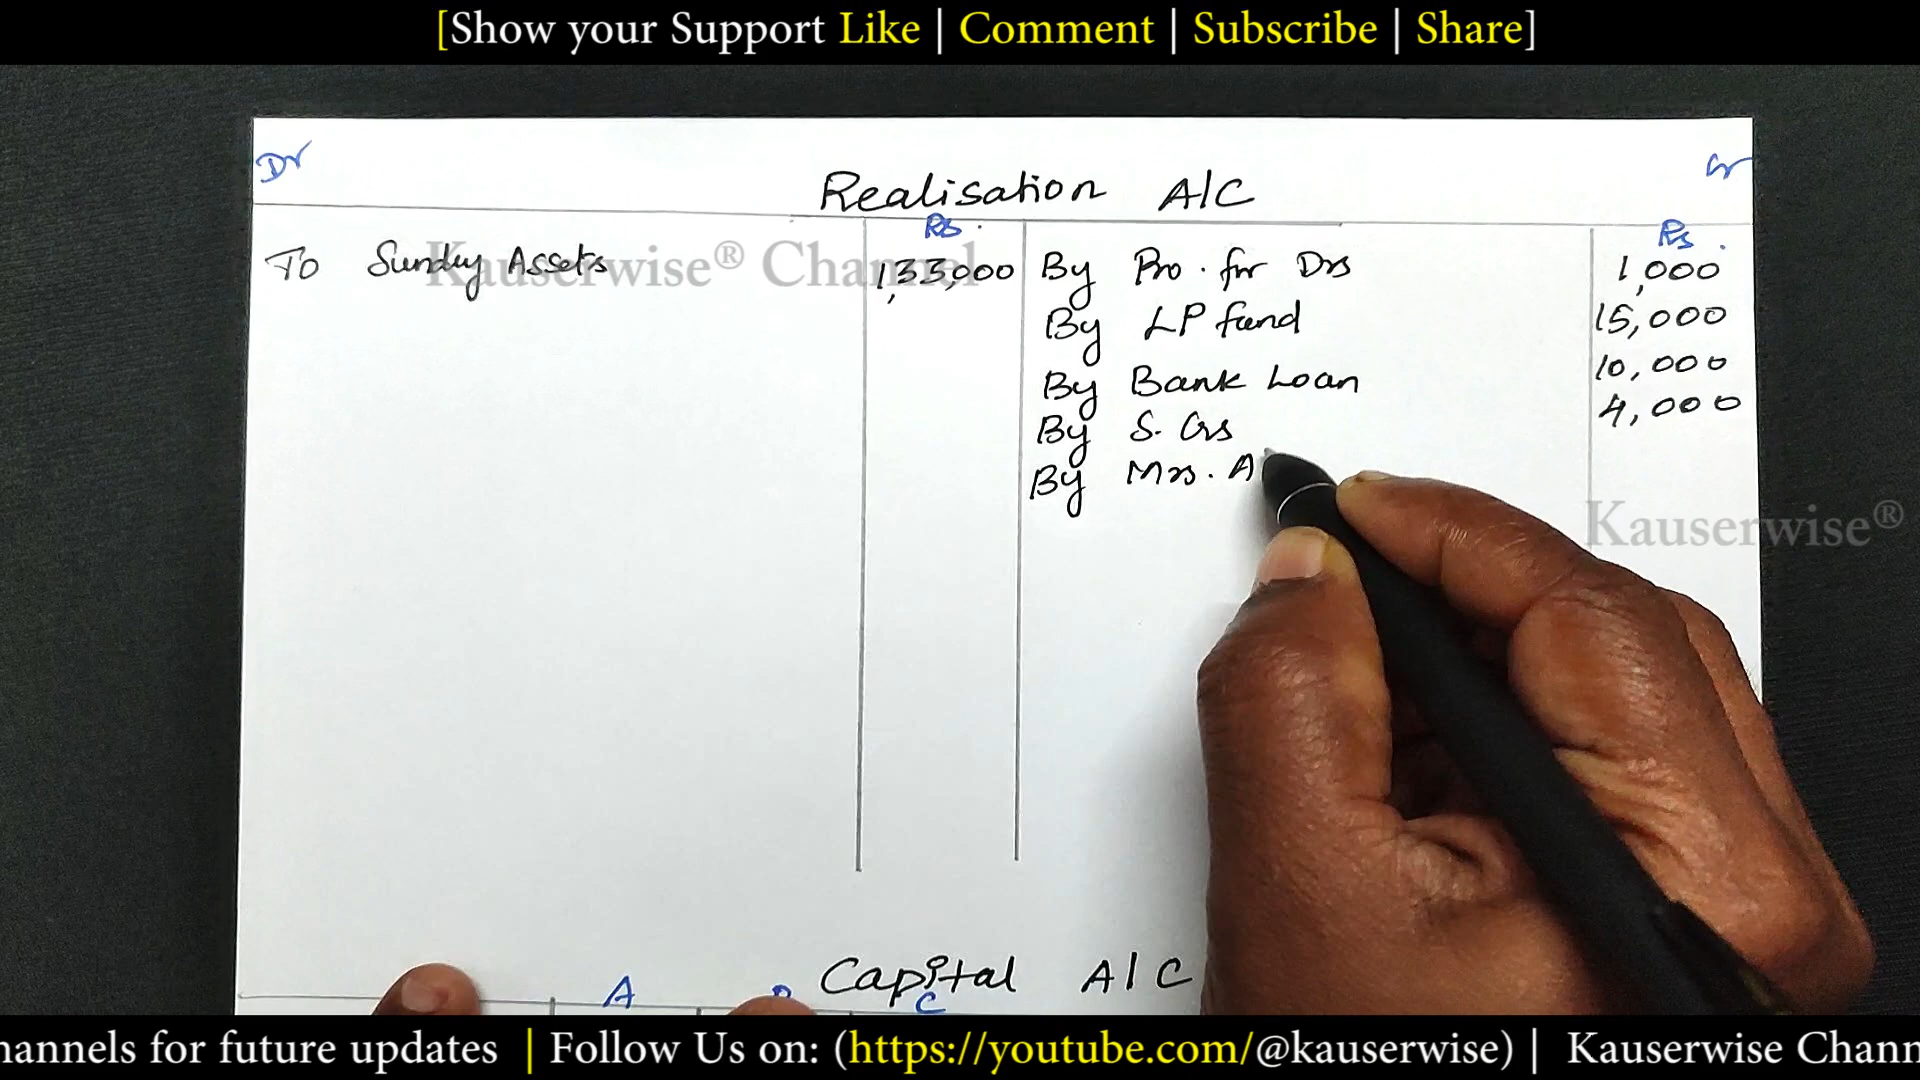 [Show your Support Like | Comment | Subscribe | Share]
Dr
Cr
Realisation A/C
Rs.
Rs.
To Sundry Assets 1,33,000 By Pro. for Drs 1,000
Kauserwise® Channel
By LP fund 15,000
By Bank Loan 10,000
By S. Crs 4,000
By Mrs. A
Kauserwise®
Capital A/C
A B C
hannels for future updates | Follow Us on: (https://youtube.com/@kauserwise) | Kauserwise Chann